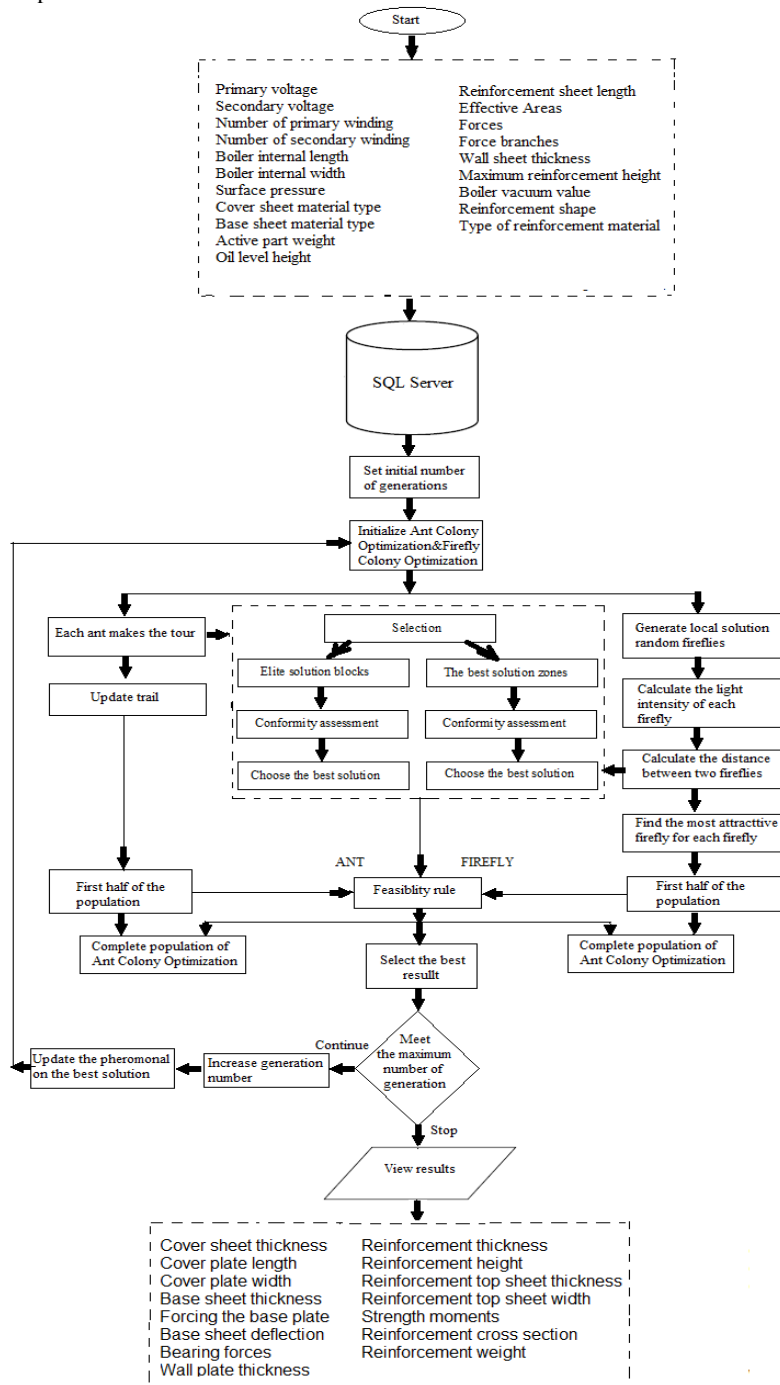 Start
Primary voltage
Secondary voltage
Number of primary winding
Number of secondary winding
Boiler internal length
Boiler internal width
Surface pressure
Cover sheet material type
Base sheet material type
Active part weight
Oil level height
Reinforcement sheet length
Effective Areas
Forces
Force branches
Wall sheet thickness
Maximum reinforcement height
Boiler vacuum value
Reinforcement shape
Type of reinforcement material
SQL Server
Set initial number
of generations
Initialize Ant Colony
Optimization&Firefly
Colony Optimization
Each ant makes the tour
Update trail
Selection
Elite solution blocks
Conformity assessment
Choose the best solution
The best solution zones
Conformity assessment
Choose the best solution
Generate local solution
random fireflies
Calculate the light
intensity of each
firefly
Calculate the distance
between two fireflies
Find the most attracttive
firefly for each firefly
ANT
FIREFLY
First half of the
population
Feasiblity rule
First half of the
population
Complete population of
Ant Colony Optimization
Select the best
resullt
Complete population of
Ant Colony Optimization
Meet
the maximum
number of
generation
Continue
Increase generation
number
Update the pheromonal
on the best solution
Stop
View results
Cover sheet thickness
Cover plate length
Cover plate width
Base sheet thickness
Forcing the base plate
Base sheet deflection
Bearing forces
Wall plate thickness
Reinforcement thickness
Reinforcement height
Reinforcement top sheet thickness
Reinforcement top sheet width
Strength moments
Reinforcement cross section
Reinforcement weight